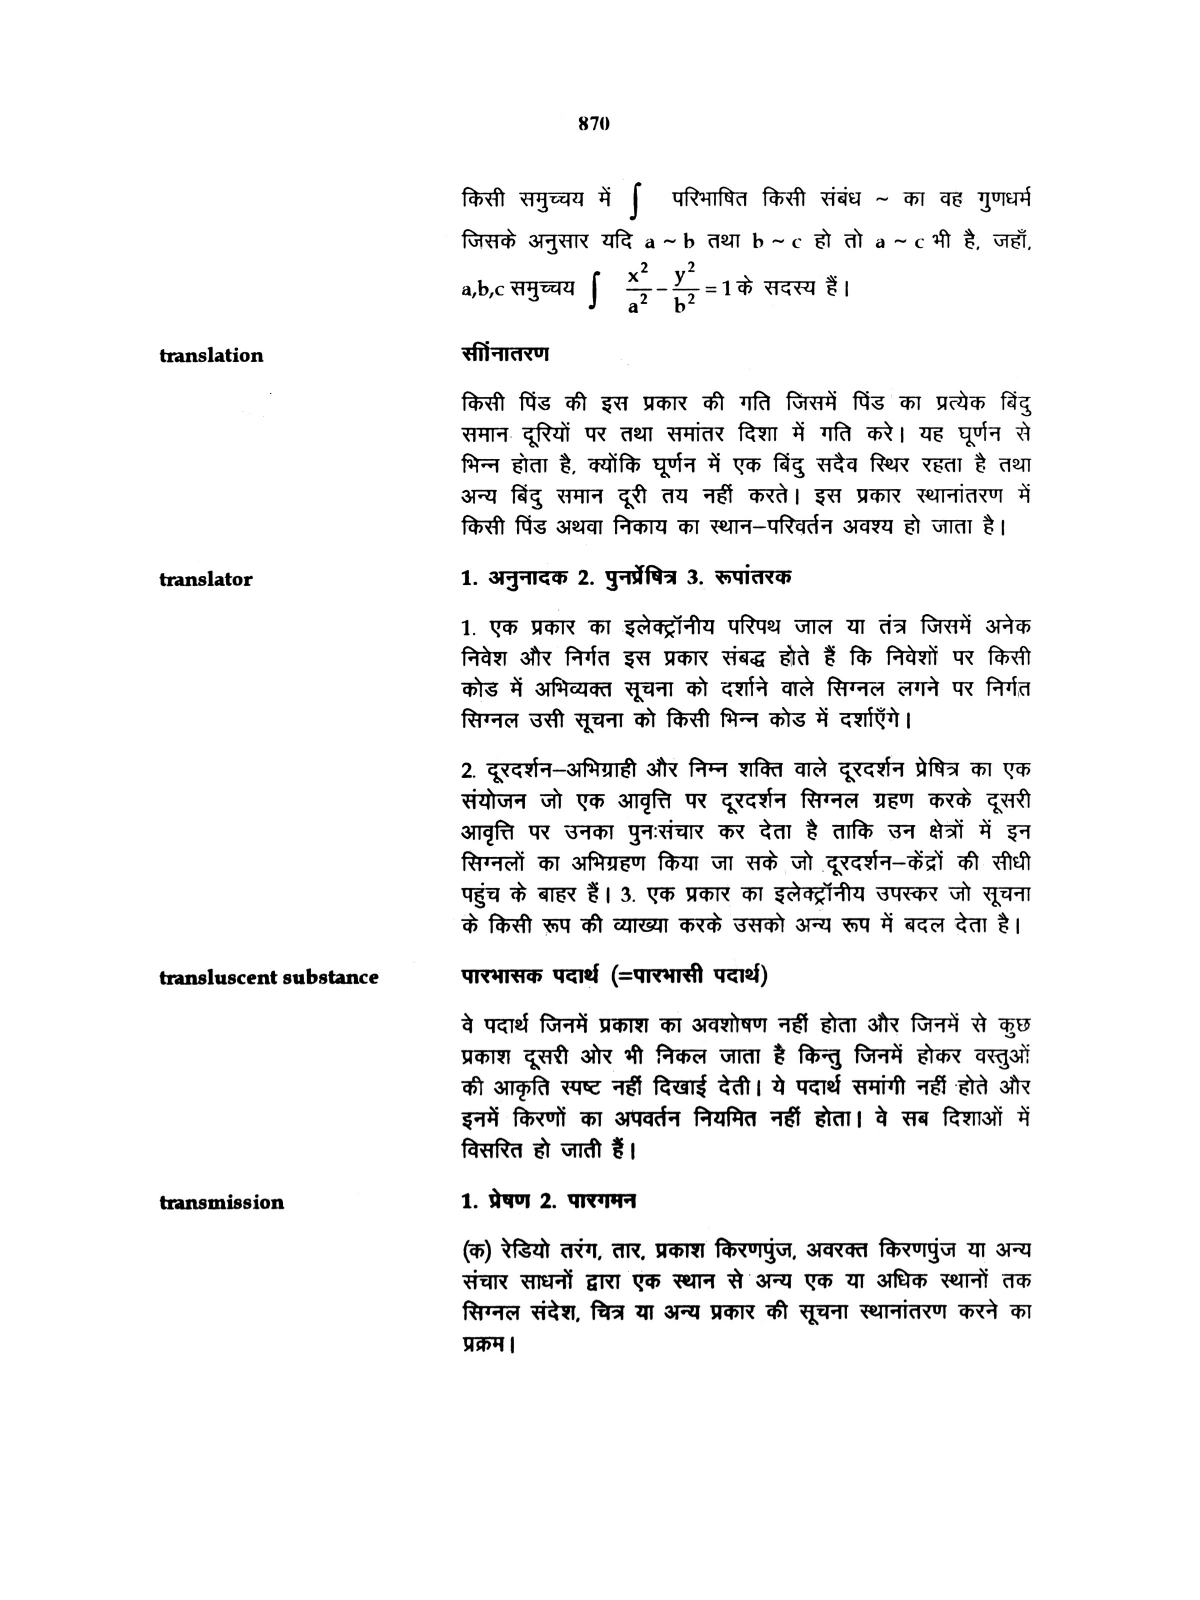 870
किसी समुच्चय में ∫ परिभाषित किसी संबंध ~ का वह गुणधर्म
जिसके अनुसार यदि a ~ b तथा b ~ c हो तो a ~ c भी है, जहाँ,
a,b,c समुच्चय ∫ x²/a² - y²/b² = 1 के सदस्य हैं।
translation सीांनातरण
किसी पिंड की इस प्रकार की गति जिसमें पिंड का प्रत्येक बिंदु
समान दूरियों पर तथा समांतर दिशा में गति करे। यह घूर्णन से
भिन्न होता है, क्योंकि घूर्णन में एक बिंदु सदैव स्थिर रहता है तथा
अन्य बिंदु समान दूरी तय नहीं करते। इस प्रकार स्थानांतरण में
किसी पिंड अथवा निकाय का स्थान–परिवर्तन अवश्य हो जाता है।
translator 1. अनुनादक 2. पुनर्प्रेषित्र 3. रूपांतरक
1. एक प्रकार का इलेक्ट्रॉनीय परिपथ जाल या तंत्र जिसमें अनेक
निवेश और निर्गत इस प्रकार संबद्ध होते हैं कि निवेशों पर किसी
कोड में अभिव्यक्त सूचना को दर्शाने वाले सिग्नल लगने पर निर्गत
सिग्नल उसी सूचना को किसी भिन्न कोड में दर्शाएँगे।
2. दूरदर्शन–अभिग्राही और निम्न शक्ति वाले दूरदर्शन प्रेषित्र का एक
संयोजन जो एक आवृत्ति पर दूरदर्शन सिग्नल ग्रहण करके दूसरी
आवृत्ति पर उनका पुनःसंचार कर देता है ताकि उन क्षेत्रों में इन
सिग्नलों का अभिग्रहण किया जा सके जो दूरदर्शन–केंद्रों की सीधी
पहुंच के बाहर हैं। 3. एक प्रकार का इलेक्ट्रॉनीय उपस्कर जो सूचना
के किसी रूप की व्याख्या करके उसको अन्य रूप में बदल देता है।
transluscent substance पारभासक पदार्थ (=पारभासी पदार्थ)
वे पदार्थ जिनमें प्रकाश का अवशोषण नहीं होता और जिनमें से कुछ
प्रकाश दूसरी ओर भी निकल जाता है किन्तु जिनमें होकर वस्तुओं
की आकृति स्पष्ट नहीं दिखाई देती। ये पदार्थ समांगी नहीं होते और
इनमें किरणों का अपवर्तन नियमित नहीं होता। वे सब दिशाओं में
विसरित हो जाती हैं।
transmission 1. प्रेषण 2. पारगमन
(क) रेडियो तरंग, तार, प्रकाश किरणपुंज, अवरक्त किरणपुंज या अन्य
संचार साधनों द्वारा एक स्थान से अन्य एक या अधिक स्थानों तक
सिग्नल संदेश, चित्र या अन्य प्रकार की सूचना स्थानांतरण करने का
प्रक्रम।